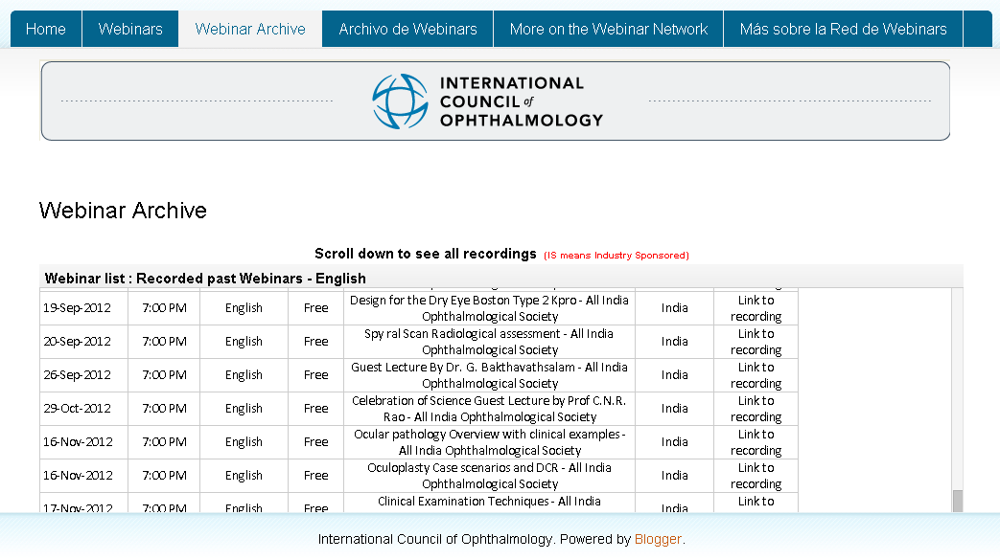 Home Webinars Webinar Archive Archivo de Webinars More on the Webinar Network Más sobre la Red de Webinars
INTERNATIONAL
COUNCIL of
OPHTHALMOLOGY
Webinar Archive
Scroll down to see all recordings (IS means Industry Sponsored)
Webinar list : Recorded past Webinars - English
19-Sep-2012 7:00 PM English Free Design for the Dry Eye Boston Type 2 Kpro - All India Ophthalmological Society India Link to recording
20-Sep-2012 7:00 PM English Free Spy ral Scan Radiological assessment - All India Ophthalmological Society India Link to recording
26-Sep-2012 7:00 PM English Free Guest Lecture By Dr. G. Bakthavathsalam - All India Ophthalmological Society India Link to recording
29-Oct-2012 7:00 PM English Free Celebration of Science Guest Lecture by Prof C.N.R. Rao - All India Ophthalmological Society India Link to recording
16-Nov-2012 7:00 PM English Free Ocular pathology Overview with clinical examples - All India Ophthalmological Society India Link to recording
16-Nov-2012 7:00 PM English Free Oculoplasty Case scenarios and DCR - All India Ophthalmological Society India Link to recording
17-Nov-2012 7:00 PM English Free Clinical Examination Techniques - All India India Link to
International Council of Ophthalmology. Powered by Blogger.